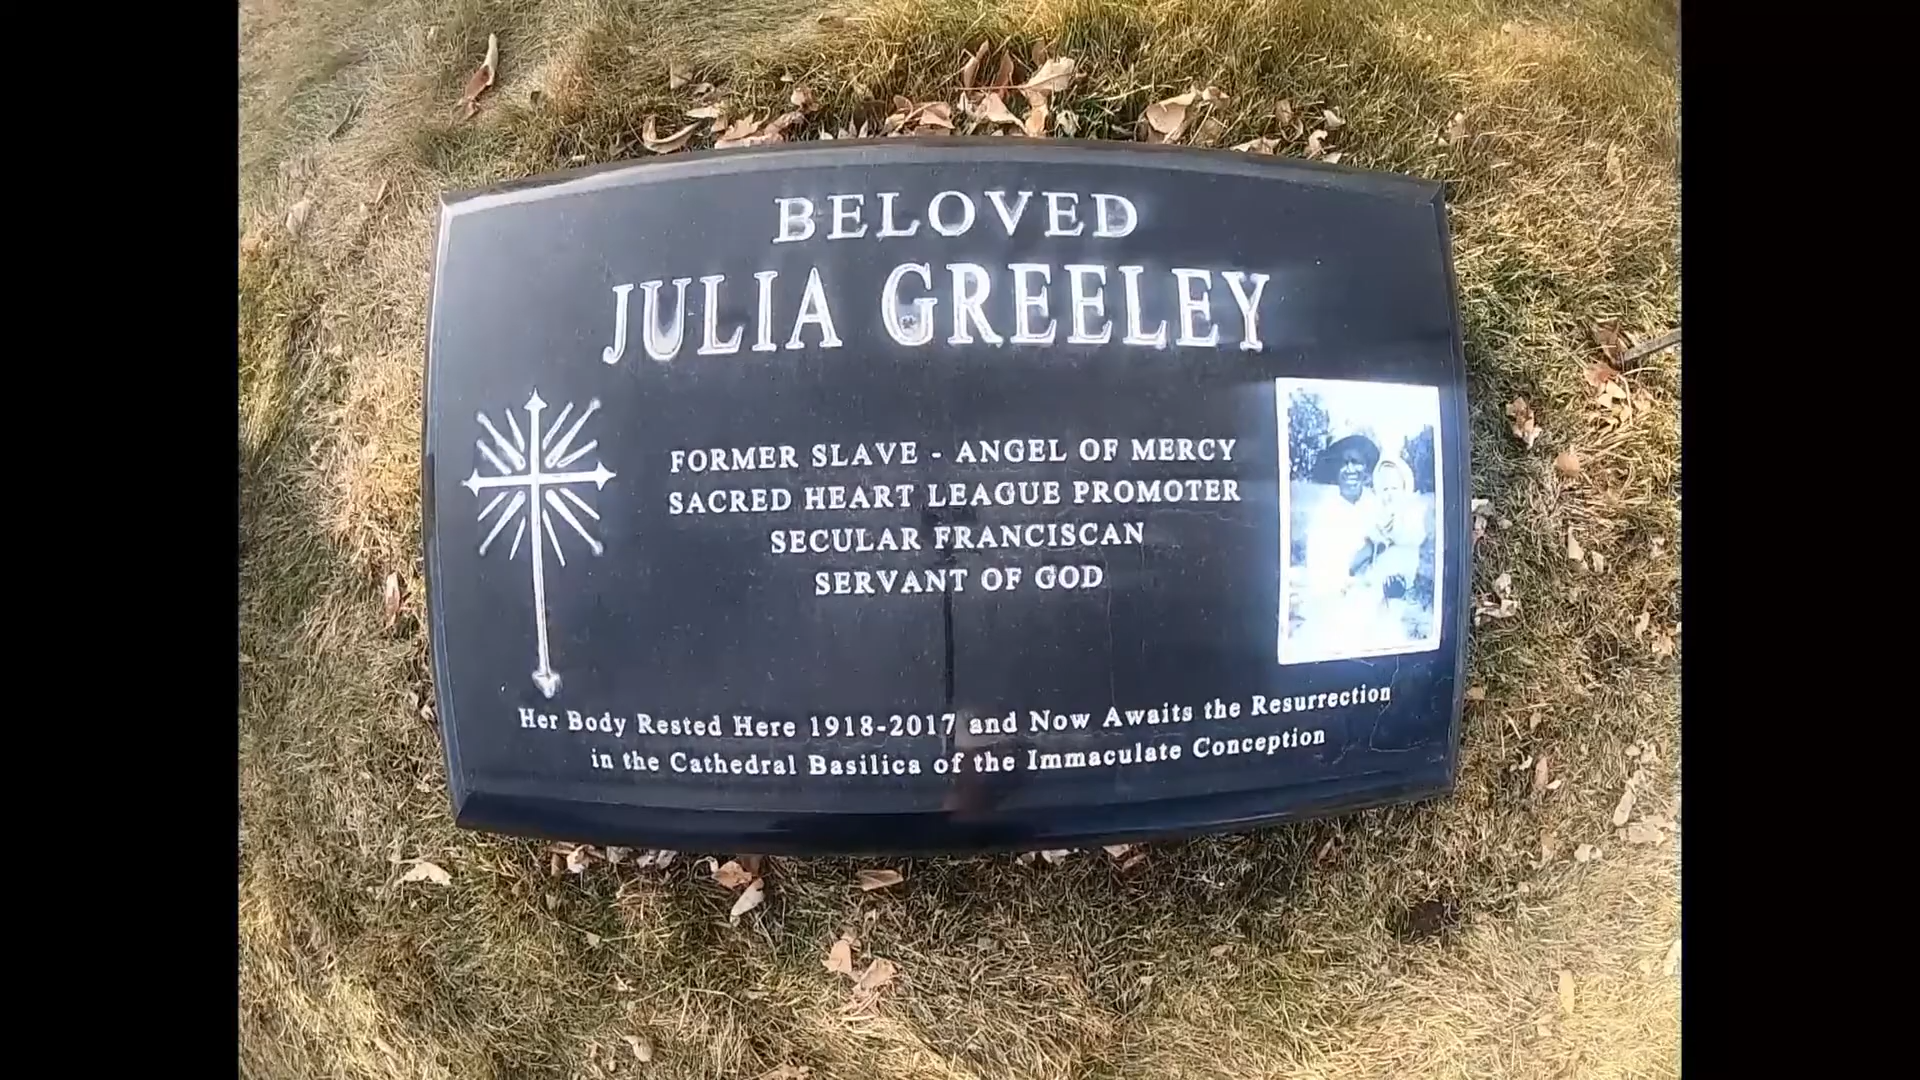 BELOVED
JULIA GREELEY
FORMER SLAVE - ANGEL OF MERCY
SACRED HEART LEAGUE PROMOTER
SECULAR FRANCISCAN
SERVANT OF GOD
Her Body Rested Here 1918-2017 and Now Awaits the Resurrection
in the Cathedral Basilica of the Immaculate Conception